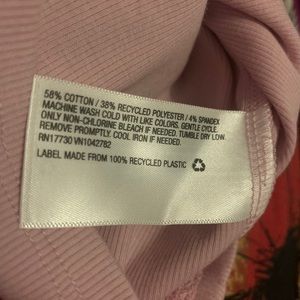 58% COTTON / 38% RECYCLED POLYESTER / 4% SPANDEX
MACHINE WASH COLD WITH LIKE COLORS. GENTLE CYCLE.
ONLY NON-CHLORINE BLEACH IF NEEDED. TUMBLE DRY LOW.
REMOVE PROMPTLY. COOL IRON IF NEEDED.
RN17730 VN1042782
LABEL MADE FROM 100% RECYCLED PLASTIC